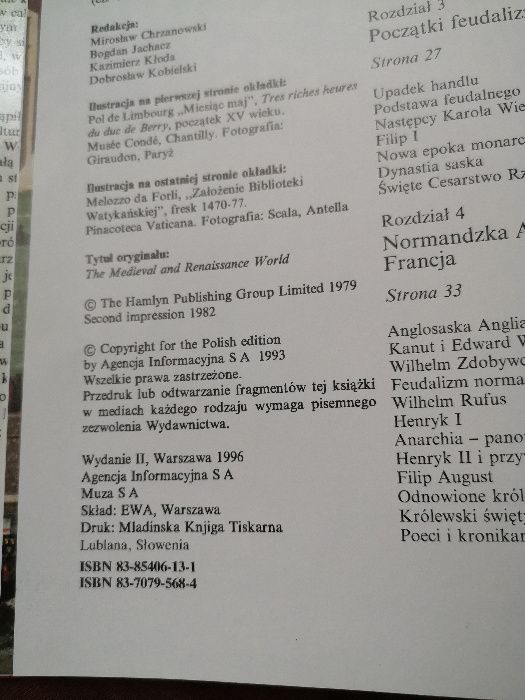 Redakcja:
Mirosław Chrzanowski
Bogdan Jachacz
Kazimierz Kłoda
Dobrosław Kobielski
Ilustracja na pierwszej stronie okładki:
Pol de Limbourg „Miesiąc maj”, Tres riches heures
du duc de Berry, początek XV wieku.
Musée Condé, Chantilly. Fotografia:
Giraudon, Paryż
Ilustracja na ostatniej stronie okładki:
Melozzo da Forli, „Założenie Biblioteki
Watykańskiej”, fresk 1470-77.
Pinacoteca Vaticana. Fotografia: Scala, Antella
Tytuł oryginału:
The Medieval and Renaissance World
© The Hamlyn Publishing Group Limited 1979
Second impression 1982
© Copyright for the Polish edition
by Agencja Informacyjna S A 1993
Wszelkie prawa zastrzeżone.
Przedruk lub odtwarzanie fragmentów tej książki
w mediach każdego rodzaju wymaga pisemnego
zezwolenia Wydawnictwa.
Wydanie II, Warszawa 1996
Agencja Informacyjna S A
Muza S A
Skład: EWA, Warszawa
Druk: Mladinska Knjiga Tiskarna
Lublana, Słowenia
ISBN 83-85406-13-1
ISBN 83-7079-568-4
Rozdział 3
Początki feudaliz
Strona 27
Upadek handlu
Podstawa feudalnego
Następcy Karola Wie
Filip I
Nowa epoka monarc
Dynastia saska
Święte Cesarstwo Rz
Rozdział 4
Normandzka A
Francja
Strona 33
Anglosaska Anglia
Kanut i Edward W
Wilhelm Zdobywc
Feudalizm norma
Wilhelm Rufus
Henryk I
Anarchia – pano
Henryk II i przy
Filip August
Odnowione król
Królewski święt
Poeci i kronikar